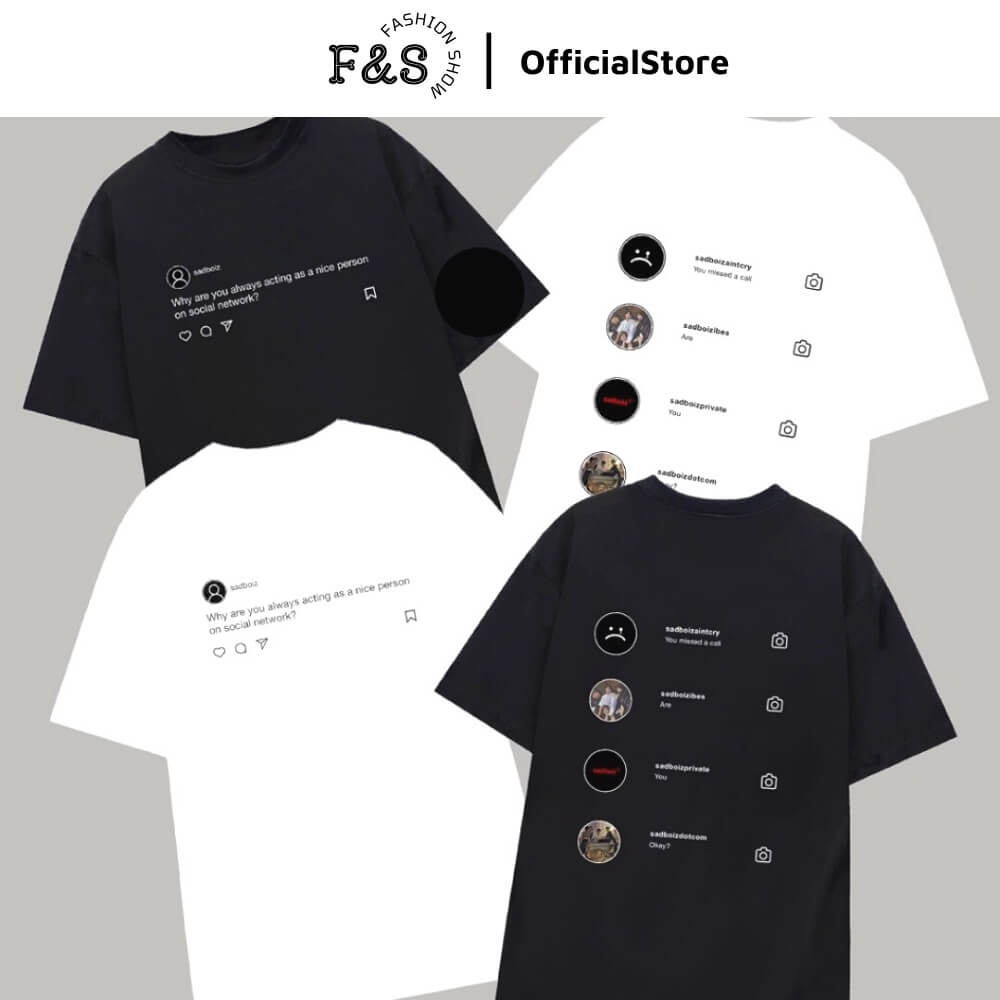 FASHION SHOW
F&S
OfficialStore
sadboiz
Why are you always acting as a nice person
on social network?
sadboizaintcry
You missed a call
sadboizibes
Are
sadboizprivate
You
sadboizdotcom
sadboiz
Why are you always acting as a nice person
on social network?
sadboizaintcry
You missed a call
sadboizibes
Are
sadboizprivate
You
sadboizdotcom
Okay?